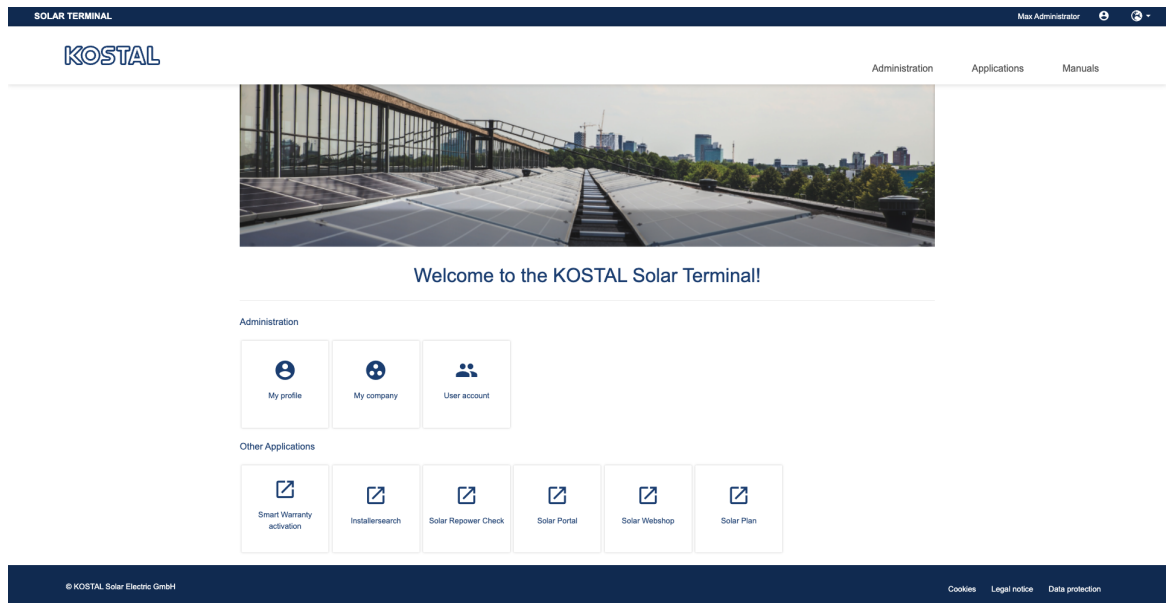 SOLAR TERMINAL
Max Administrator
KOSTAL
Administration
Applications
Manuals
Welcome to the KOSTAL Solar Terminal!
Administration
My profile
My company
User account
Other Applications
Smart Warranty
activation
Installersearch
Solar Repower Check
Solar Portal
Solar Webshop
Solar Plan
© KOSTAL Solar Electric GmbH
Cookies
Legal notice
Data protection